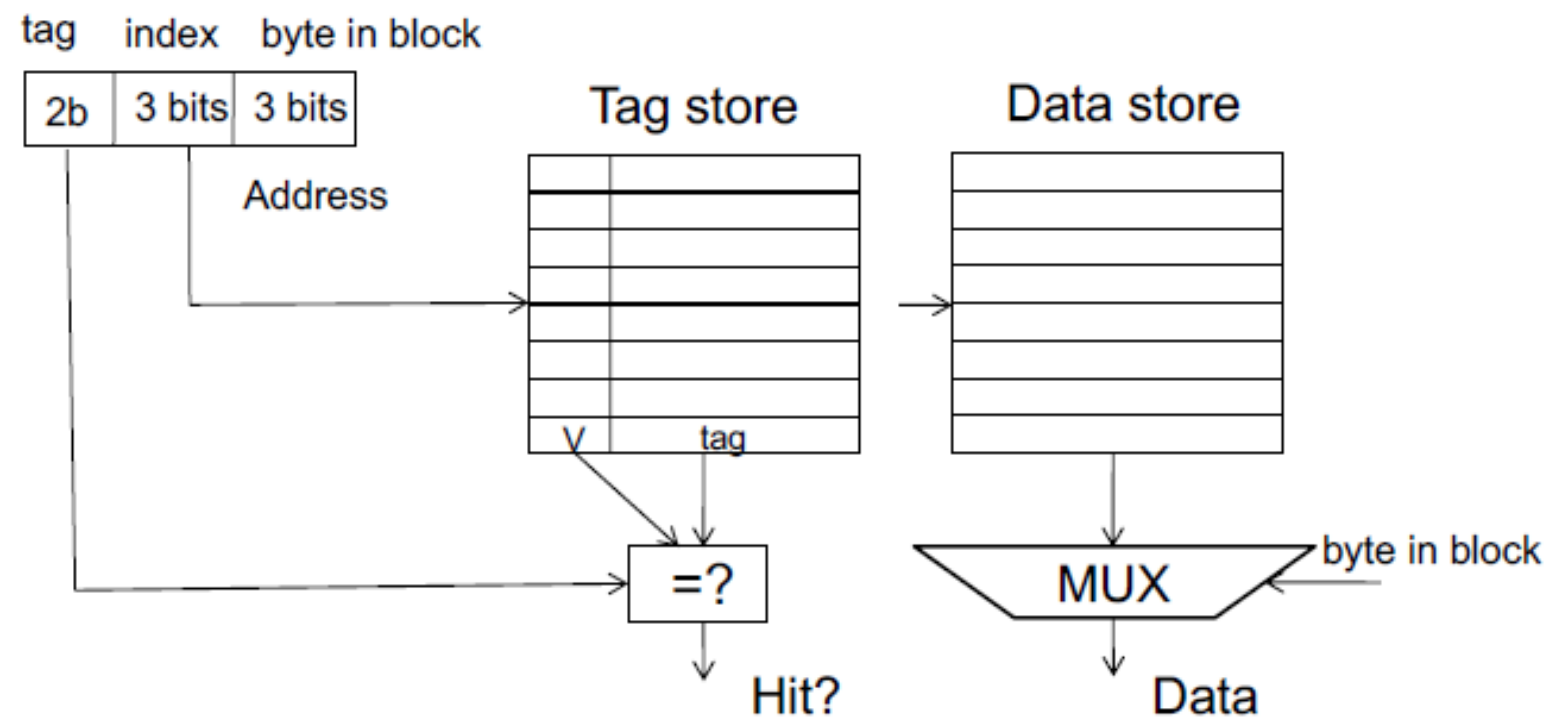 tag index byte in block
2b 3 bits 3 bits
Address
Tag store
Data store
V tag
=?
MUX
byte in block
Hit?
Data